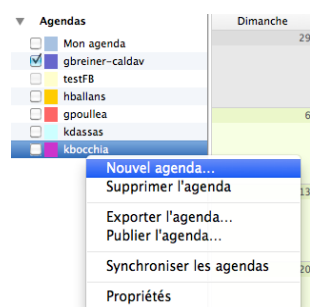 Agendas
Dimanche
29
Mon agenda
gbreiner-caldav
testFB
hballans
gpoullea
6
kdassas
kbocchia
Nouvel agenda...
Supprimer l'agenda
13
Exporter l'agenda...
Publier l'agenda...
Synchroniser les agendas
20
Propriétés